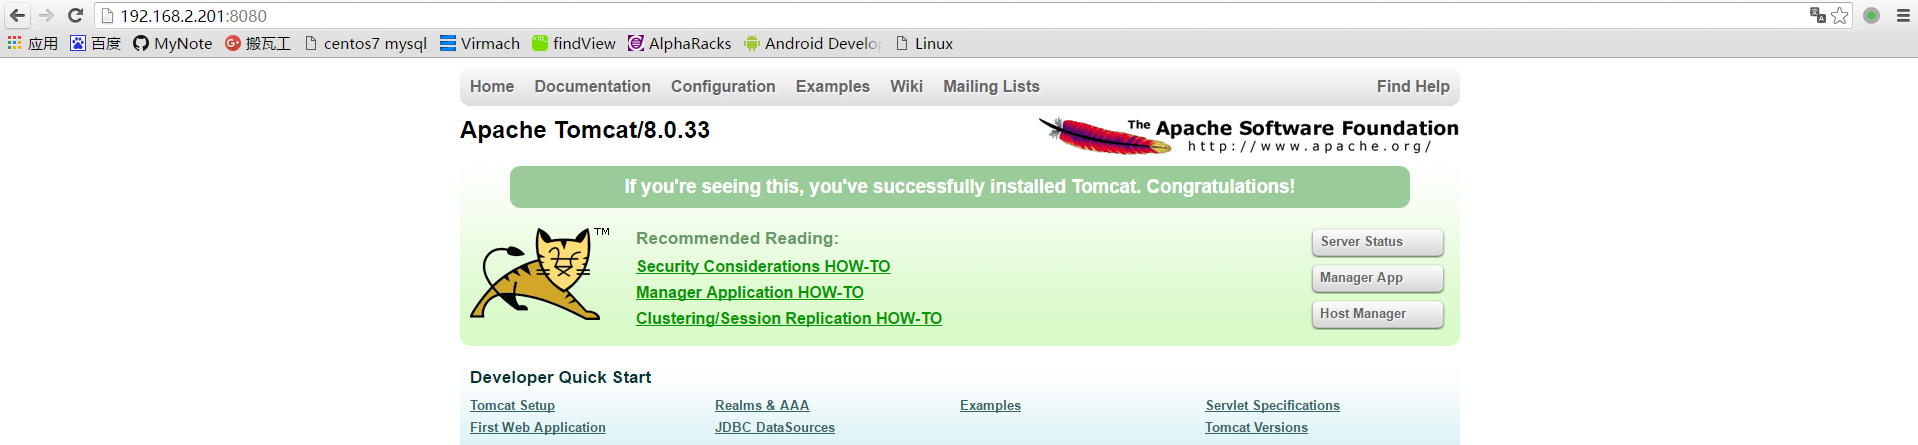 192.168.2.201:8080
应用 百度 MyNote 搬瓦工 centos7 mysql Virmach findView AlphaRacks Android Develo Linux
Home Documentation Configuration Examples Wiki Mailing Lists Find Help
Apache Tomcat/8.0.33
The Apache Software Foundation
http://www.apache.org/
If you're seeing this, you've successfully installed Tomcat. Congratulations!
TM
Recommended Reading:
Security Considerations HOW-TO
Manager Application HOW-TO
Clustering/Session Replication HOW-TO
Server Status
Manager App
Host Manager
Developer Quick Start
Tomcat Setup Realms & AAA Examples Servlet Specifications
First Web Application JDBC DataSources Tomcat Versions